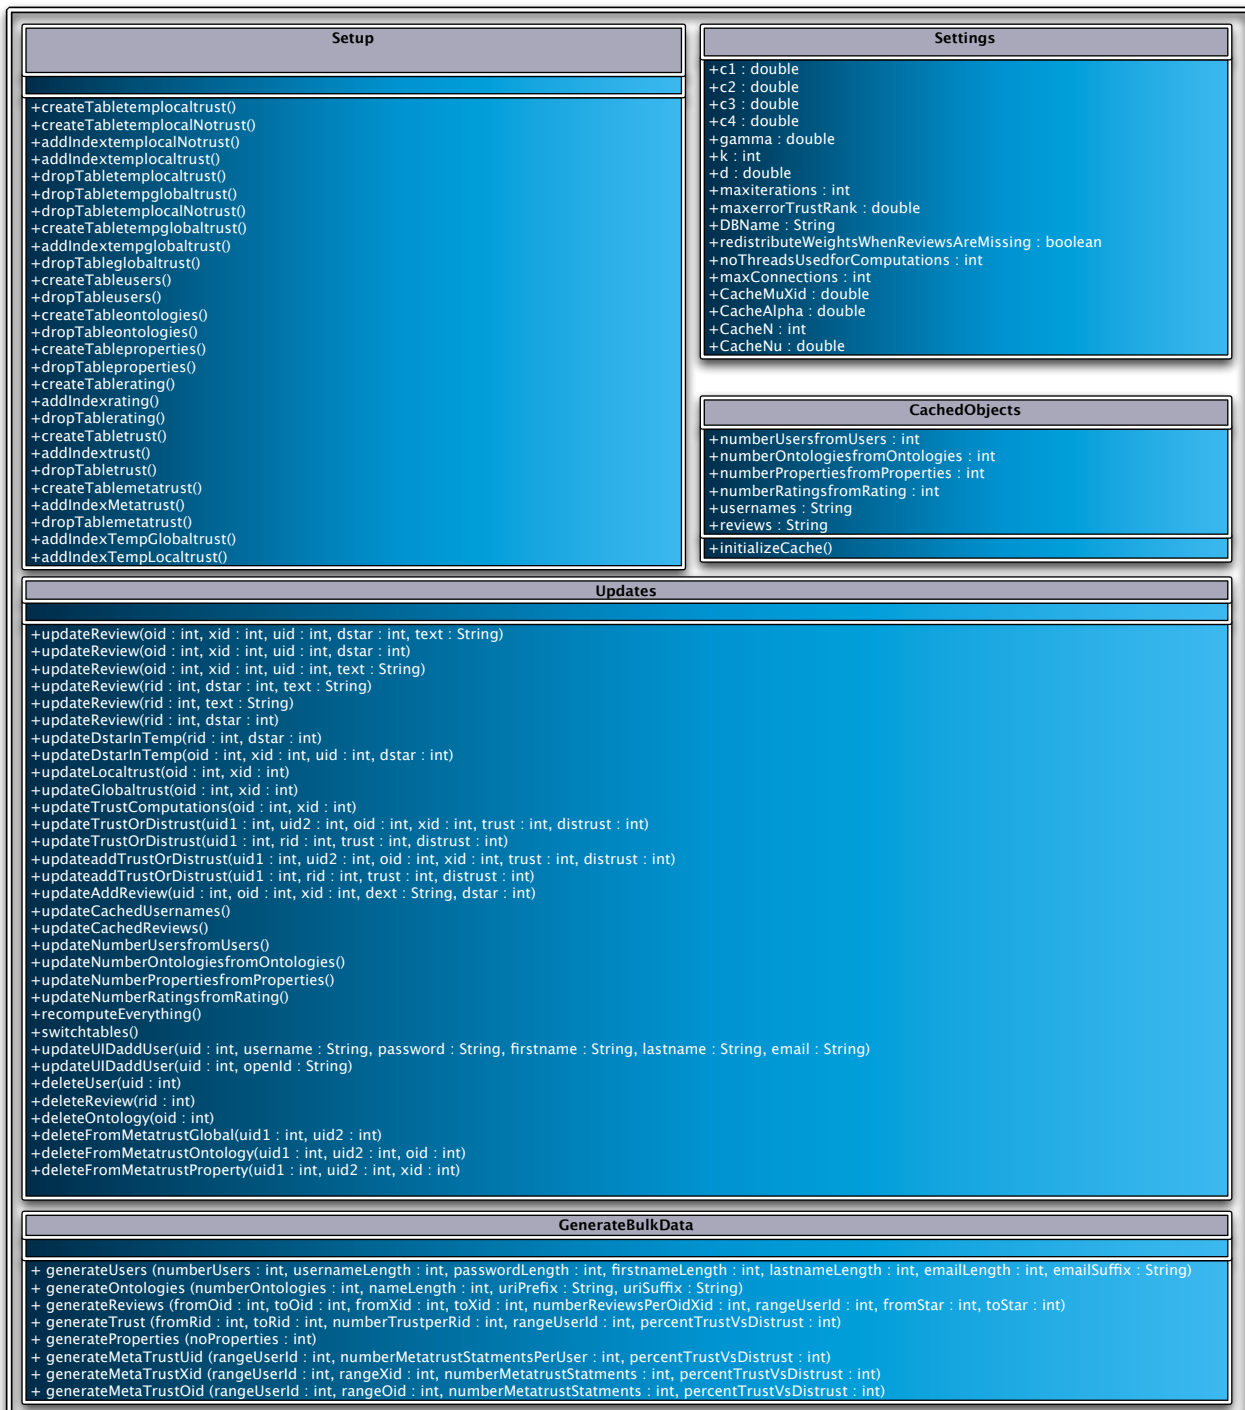 Setup
+createTabletemplocaltrust()
+createTabletemplocalNotrust()
+addIndextemplocalNotrust()
+addIndextemplocaltrust()
+dropTabletemplocaltrust()
+dropTabletempglobaltrust()
+dropTabletemplocalNotrust()
+createTabletempglobaltrust()
+addIndextempglobaltrust()
+dropTableglobaltrust()
+createTableusers()
+dropTableusers()
+createTableontologies()
+dropTableontologies()
+createTableproperties()
+dropTableproperties()
+createTablerating()
+addIndexrating()
+dropTablerating()
+createTabletrust()
+addIndextrust()
+dropTabletrust()
+createTablemetatrust()
+addIndexMetatrust()
+dropTablemetatrust()
+addIndexTempGlobaltrust()
+addIndexTempLocaltrust()
Settings
+c1 : double
+c2 : double
+c3 : double
+c4 : double
+gamma : double
+k : int
+d : double
+maxiterations : int
+maxerrorTrustRank : double
+DBName : String
+redistributeWeightsWhenReviewsAreMissing : boolean
+noThreadsUsedforComputations : int
+maxConnections : int
+CacheMuXid : double
+CacheAlpha : double
+CacheN : int
+CacheNu : double
CachedObjects
+numberUsersfromUsers : int
+numberOntologiesfromOntologies : int
+numberPropertiesfromProperties : int
+numberRatingsfromRating : int
+usernames : String
+reviews : String
+initializeCache()
Updates
+updateReview(oid : int, xid : int, uid : int, dstar : int, text : String)
+updateReview(oid : int, xid : int, uid : int, dstar : int)
+updateReview(oid : int, xid : int, uid : int, text : String)
+updateReview(rid : int, dstar : int, text : String)
+updateReview(rid : int, text : String)
+updateReview(rid : int, dstar : int)
+updateDstarInTemp(rid : int, dstar : int)
+updateDstarInTemp(oid : int, xid : int, uid : int, dstar : int)
+updateLocaltrust(oid : int, xid : int)
+updateGlobaltrust(oid : int, xid : int)
+updateTrustComputations(oid : int, xid : int)
+updateTrustOrDistrust(uid1 : int, uid2 : int, oid : int, xid : int, trust : int, distrust : int)
+updateTrustOrDistrust(uid1 : int, rid : int, trust : int, distrust : int)
+updateaddTrustOrDistrust(uid1 : int, uid2 : int, oid : int, xid : int, trust : int, distrust : int)
+updateaddTrustOrDistrust(uid1 : int, rid : int, trust : int, distrust : int)
+updateAddReview(uid : int, oid : int, xid : int, dext : String, dstar : int)
+updateCachedUsernames()
+updateCachedReviews()
+updateNumberUsersfromUsers()
+updateNumberOntologiesfromOntologies()
+updateNumberPropertiesfromProperties()
+updateNumberRatingsfromRating()
+recomputeEverything()
+switchtables()
+updateUIDaddUser(uid : int, username : String, password : String, firstname : String, lastname : String, email : String)
+updateUIDaddUser(uid : int, openId : String)
+deleteUser(uid : int)
+deleteReview(rid : int)
+deleteOntology(oid : int)
+deleteFromMetatrustGlobal(uid1 : int, uid2 : int)
+deleteFromMetatrustOntology(uid1 : int, uid2 : int, oid : int)
+deleteFromMetatrustProperty(uid1 : int, uid2 : int, xid : int)
GenerateBulkData
+ generateUsers (numberUsers : int, usernameLength : int, passwordLength : int, firstnameLength : int, lastnameLength : int, emailLength : int, emailSuffix : String)
+ generateOntologies (numberOntologies : int, nameLength : int, uriPrefix : String, uriSuffix : String)
+ generateReviews (fromOid : int, toOid : int, fromXid : int, toXid : int, numberReviewsPerOidXid : int, rangeUserId : int, fromStar : int, toStar : int)
+ generateTrust (fromRid : int, toRid : int, numberTrustperRid : int, rangeUserId : int, percentTrustVsDistrust : int)
+ generateProperties (noProperties : int)
+ generateMetaTrustUid (rangeUserId : int, numberMetatrustStatmentsPerUser : int, percentTrustVsDistrust : int)
+ generateMetaTrustXid (rangeUserId : int, rangeXid : int, numberMetatrustStatments : int, percentTrustVsDistrust : int)
+ generateMetaTrustOid (rangeUserId : int, rangeOid : int, numberMetatrustStatments : int, percentTrustVsDistrust : int)